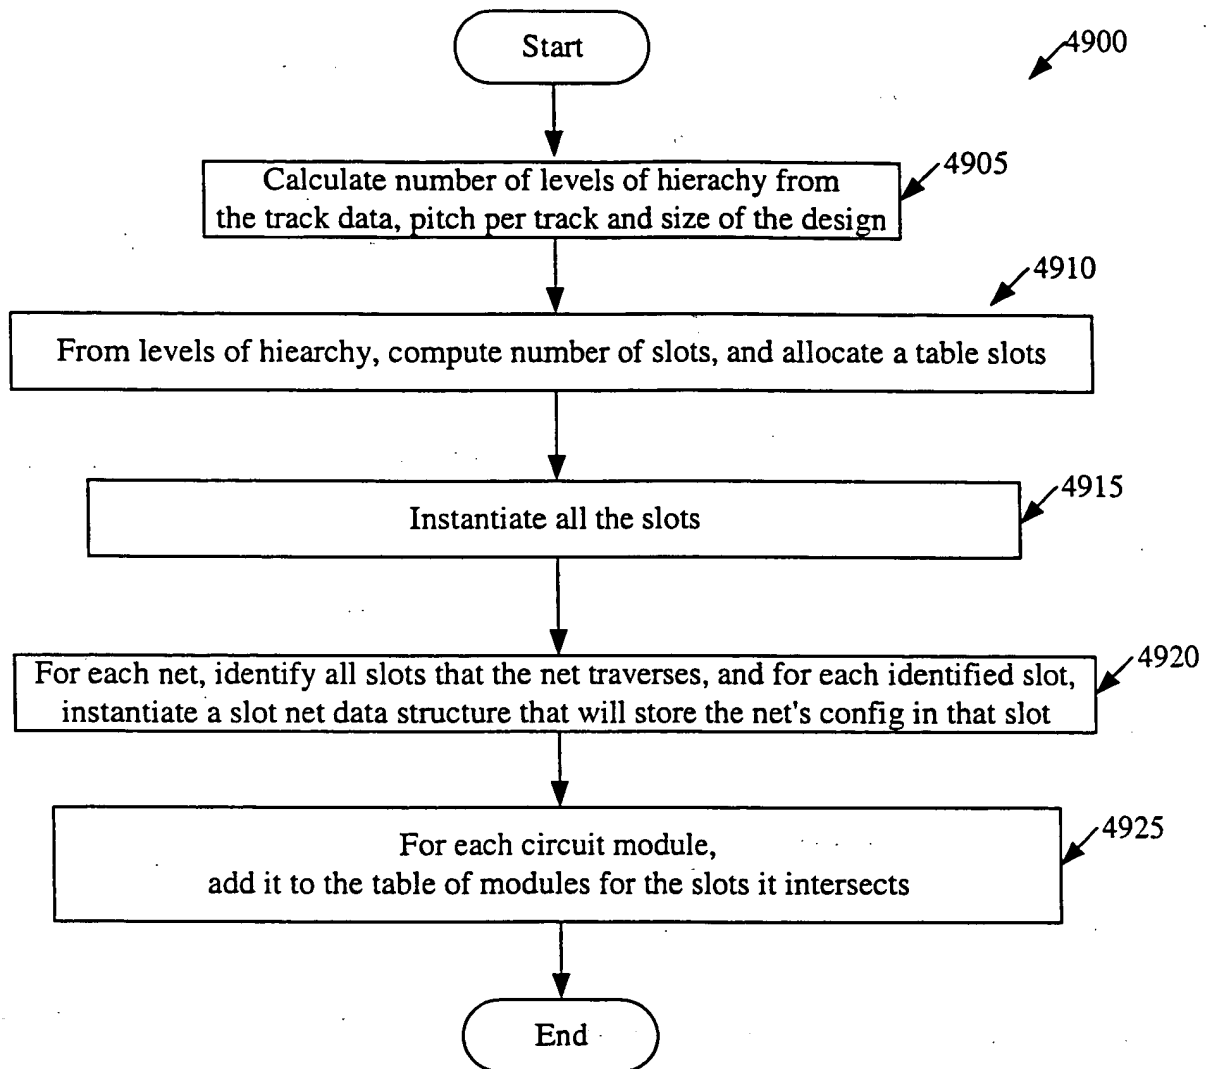 Start
4900
4905
Calculate number of levels of hierachy from
the track data, pitch per track and size of the design
4910
From levels of hiearchy, compute number of slots, and allocate a table slots
4915
Instantiate all the slots
4920
For each net, identify all slots that the net traverses, and for each identified slot,
instantiate a slot net data structure that will store the net's config in that slot
4925
For each circuit module,
add it to the table of modules for the slots it intersects
End